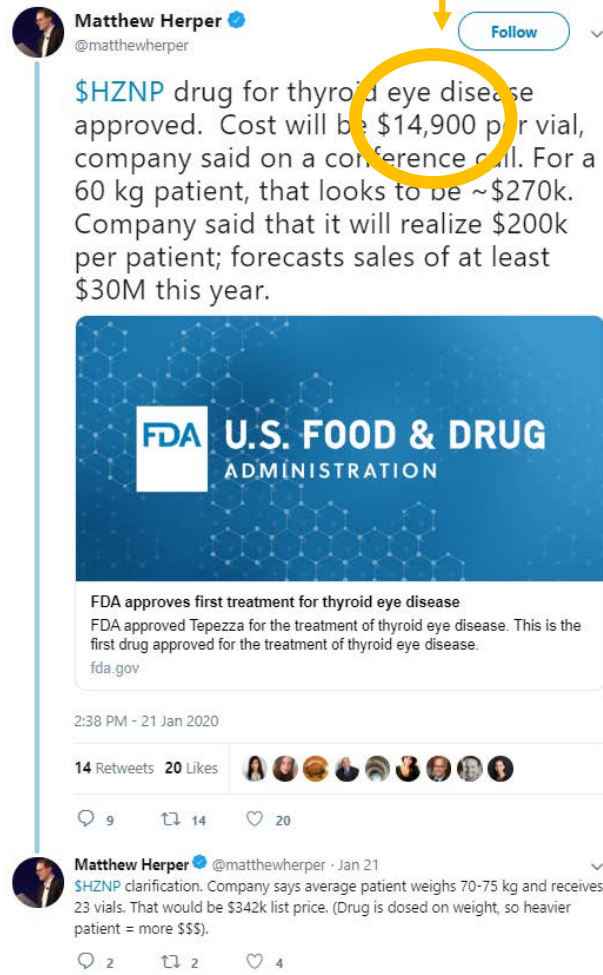 Matthew Herper
@matthewherper
Follow
$HZNP drug for thyroid eye disease
approved.  Cost will be $14,900 per vial,
company said on a conference call. For a
60 kg patient, that looks to be ~$270k.
Company said that it will realize $200k
per patient; forecasts sales of at least
$30M this year.
FDA
U.S. FOOD & DRUG
ADMINISTRATION
FDA approves first treatment for thyroid eye disease
FDA approved Tepezza for the treatment of thyroid eye disease. This is the
first drug approved for the treatment of thyroid eye disease.
fda.gov
2:38 PM - 21 Jan 2020
14 Retweets 20 Likes
9 14 20
Matthew Herper @matthewherper · Jan 21
$HZNP clarification. Company says average patient weighs 70-75 kg and receives
23 vials. That would be $342k list price. (Drug is dosed on weight, so heavier
patient = more $$$).
2 2 4